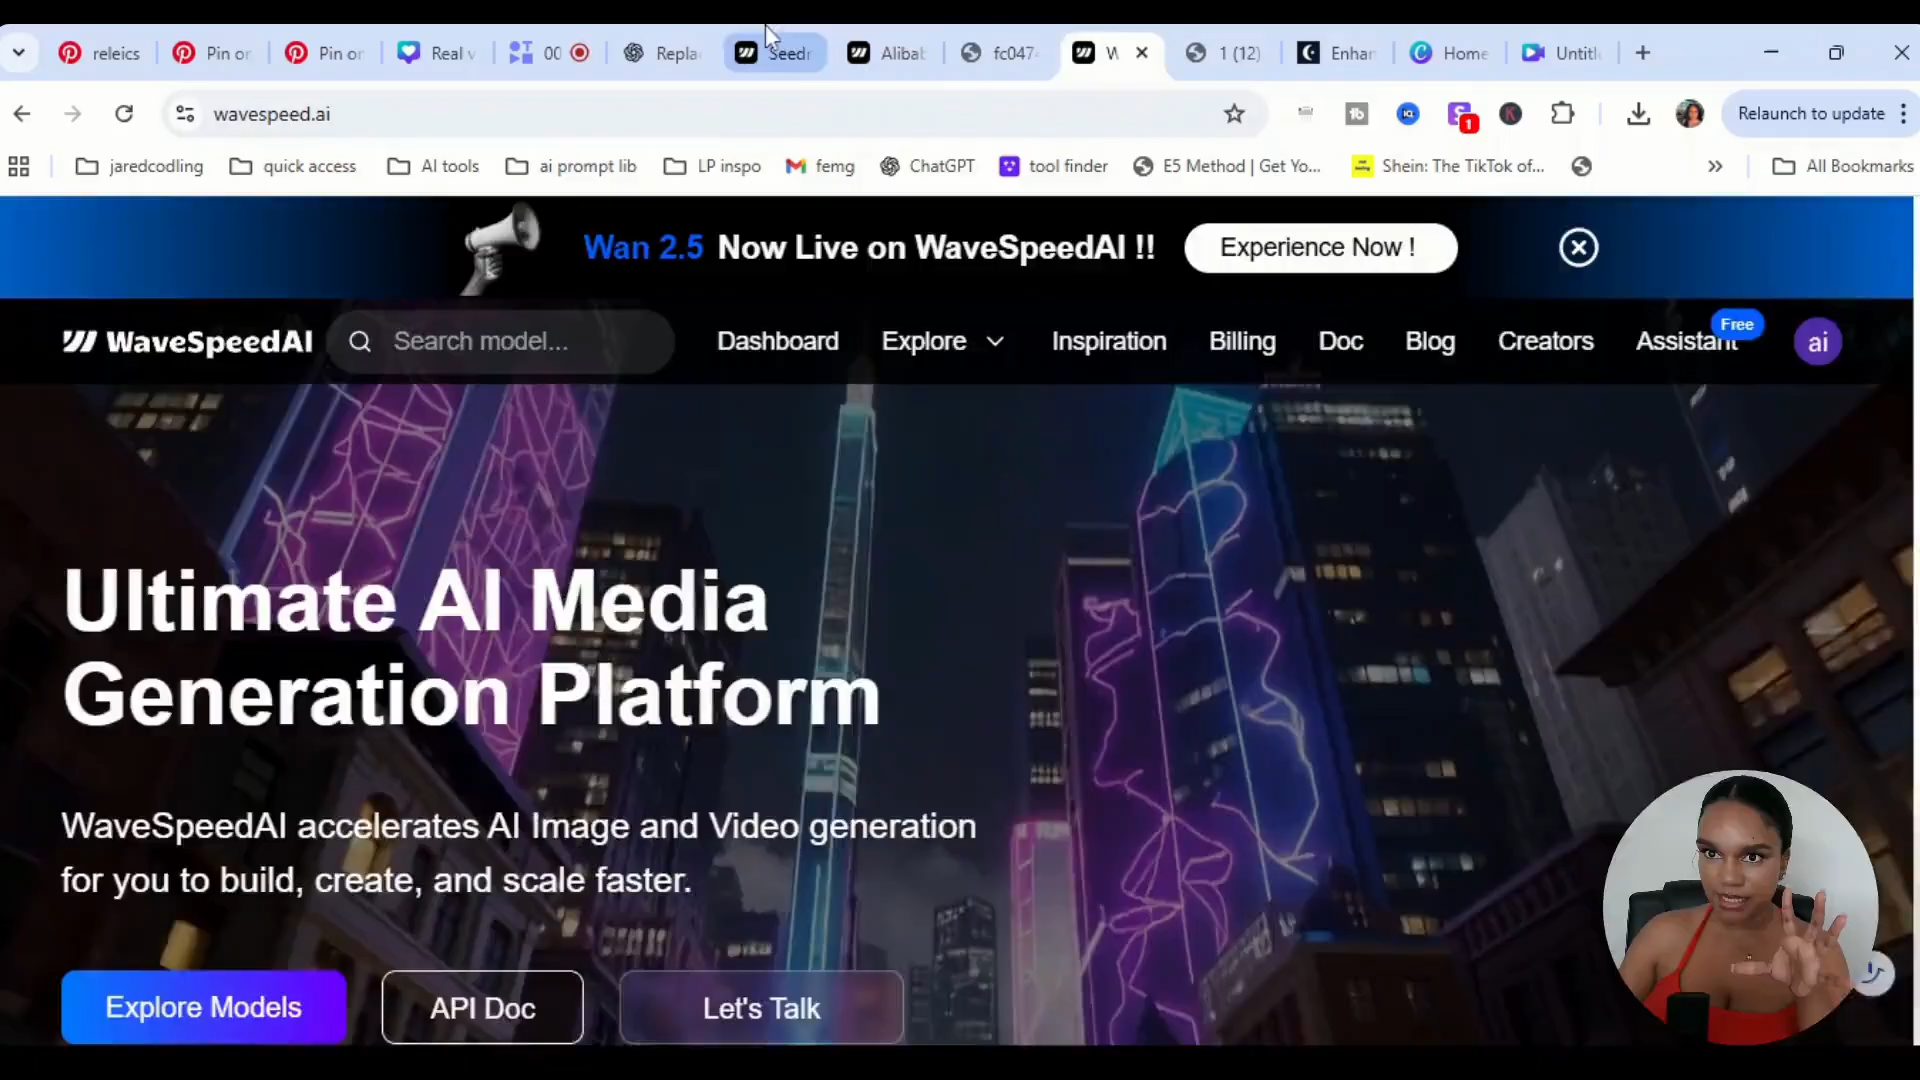 releics
Pin or
Pin or
Real v
00
Repla
Seedr
Alibab
fc047
W
1 (12)
Enhan
Home
Untitl
wavespeed.ai
Relaunch to update
jaredcodling
quick access
AI tools
ai prompt lib
LP inspo
femg
ChatGPT
tool finder
E5 Method | Get Yo...
Shein: The TikTok of...
All Bookmarks
Wan 2.5 Now Live on WaveSpeedAI !!
Experience Now !
WaveSpeedAI
Search model...
Dashboard
Explore
Inspiration
Billing
Doc
Blog
Creators
Assistant
Free
ai
Ultimate AI Media
Generation Platform
WaveSpeedAI accelerates AI Image and Video generation
for you to build, create, and scale faster.
Explore Models
API Doc
Let's Talk